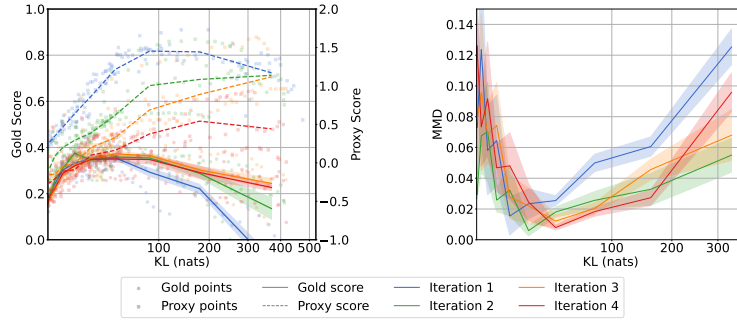 1.0
0.8
0.6
0.4
0.2
0.0
Gold Score
2.0
1.5
1.0
0.5
0.0
−0.5
−1.0
Proxy Score
100
200
300
400
500
KL (nats)
0.14
0.12
0.10
0.08
0.06
0.04
0.02
0.00
MMD
100
200
300
KL (nats)
Gold points
Gold score
Iteration 1
Iteration 3
Proxy points
Proxy score
Iteration 2
Iteration 4